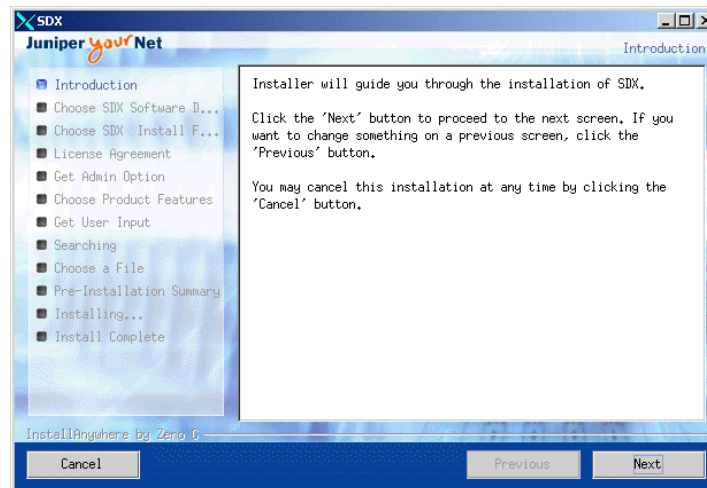 SDX
Juniper your Net
Introduction
Introduction
Choose SDX Software D...
Choose SDX Install F...
License Agreement
Get Admin Option
Choose Product Features
Get User Input
Searching
Choose a File
Pre-Installation Summary
Installing...
Install Complete
Installer will guide you through the installation of SDX.
Click the 'Next' button to proceed to the next screen. If you
want to change something on a previous screen, click the
'Previous' button.
You may cancel this installation at any time by clicking the
'Cancel' button.
InstallAnywhere by Zero G
Cancel
Previous
Next